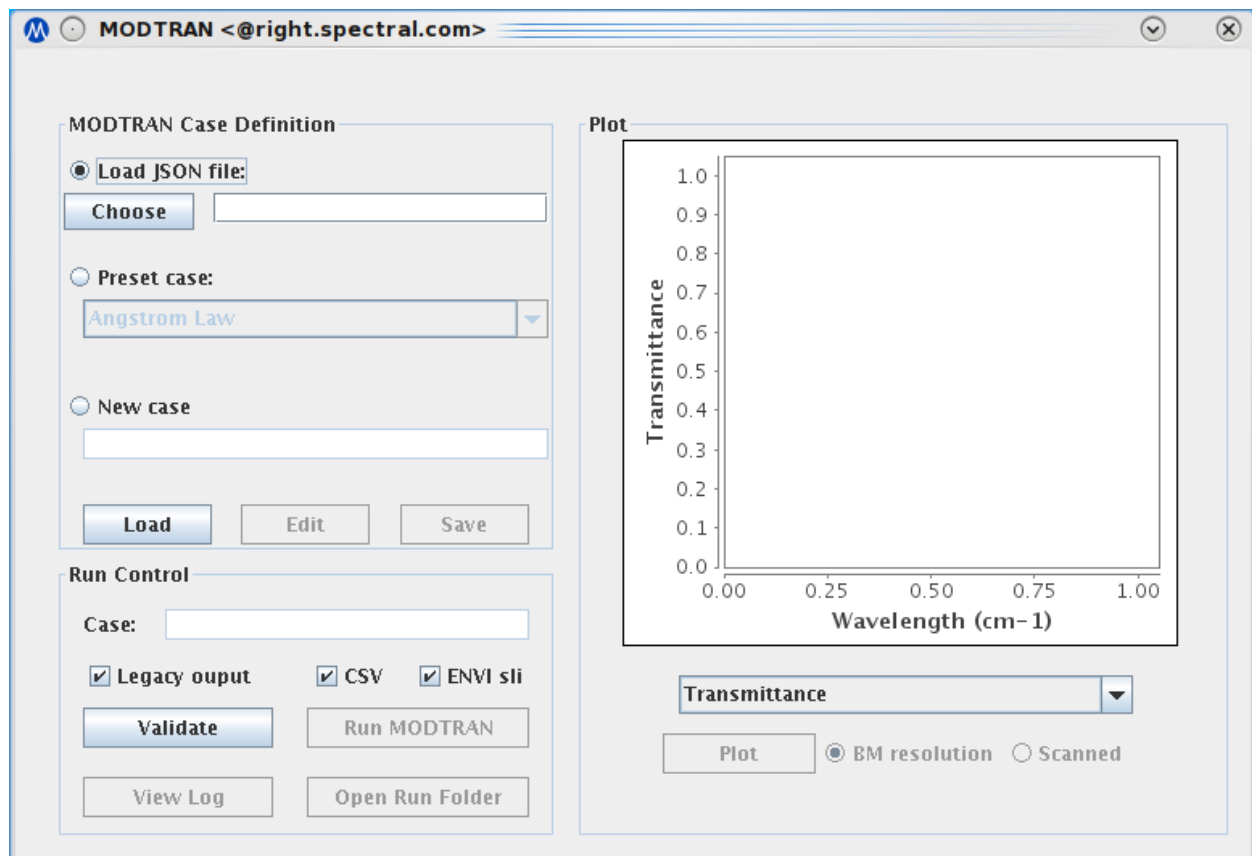 MODTRAN <@right.spectral.com>
MODTRAN Case Definition
Load JSON file:
Choose
Preset case:
Angstrom Law
New case
Load Edit Save
Run Control
Case:
Legacy ouput CSV ENVI sli
Validate Run MODTRAN
View Log Open Run Folder
Plot
Transmittance
1.0
0.9
0.8
0.7
0.6
0.5
0.4
0.3
0.2
0.1
0.0
0.00 0.25 0.50 0.75 1.00
Wavelength (cm-1)
Transmittance
Plot BM resolution Scanned